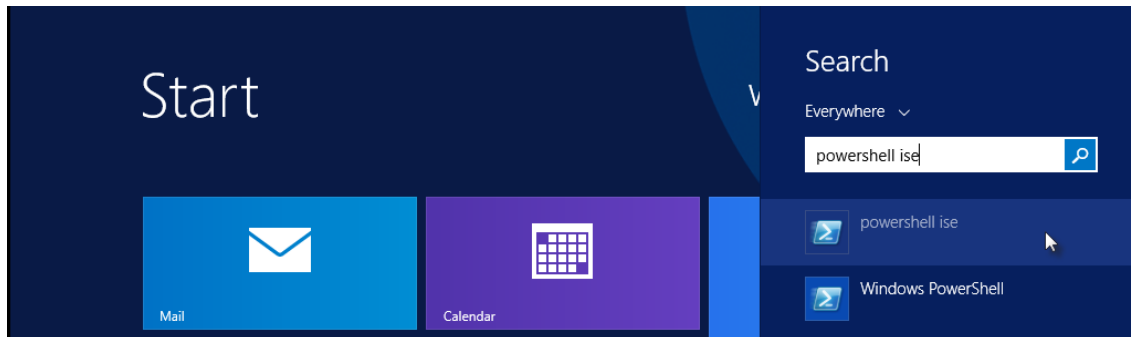 Start
Mail
Calendar
Search
Everywhere
powershell ise
powershell ise
Windows PowerShell